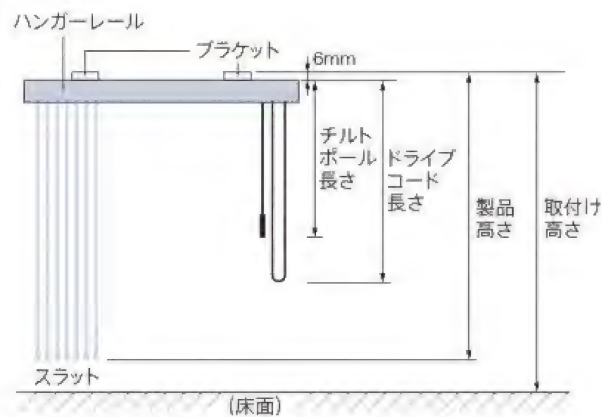 ハンガーレール
ブラケット
6mm
チルト
ポール
長さ
ドライブ
コード
長さ
製品
高さ
取付け
高さ
スラット
(床面)